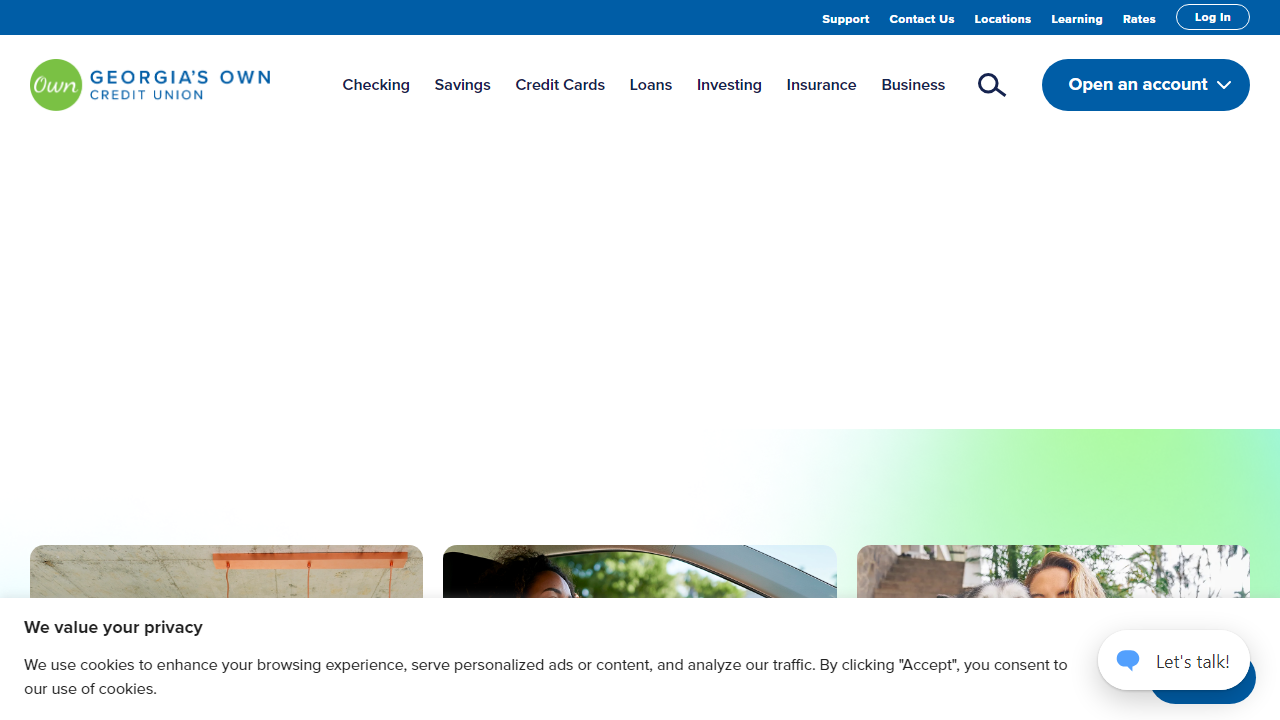 Support Contact Us Locations Learning Rates Log In
Own GEORGIA'S OWN
CREDIT UNION
Checking Savings Credit Cards Loans Investing Insurance Business Open an account
We value your privacy
We use cookies to enhance your browsing experience, serve personalized ads or content, and analyze our traffic. By clicking "Accept", you consent to
our use of cookies.
Let's talk!